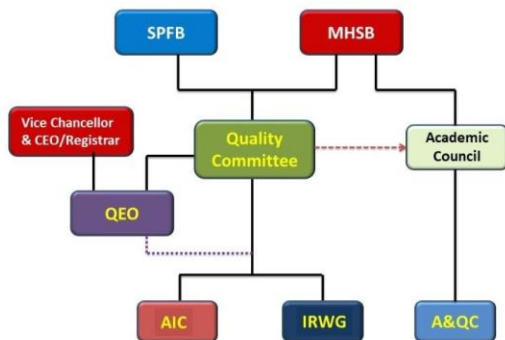 SPFB
MHSB
Vice Chancellor
& CEO/Registrar
Quality
Committee
Academic
Council
QEO
AIC
IRWG
A&QC